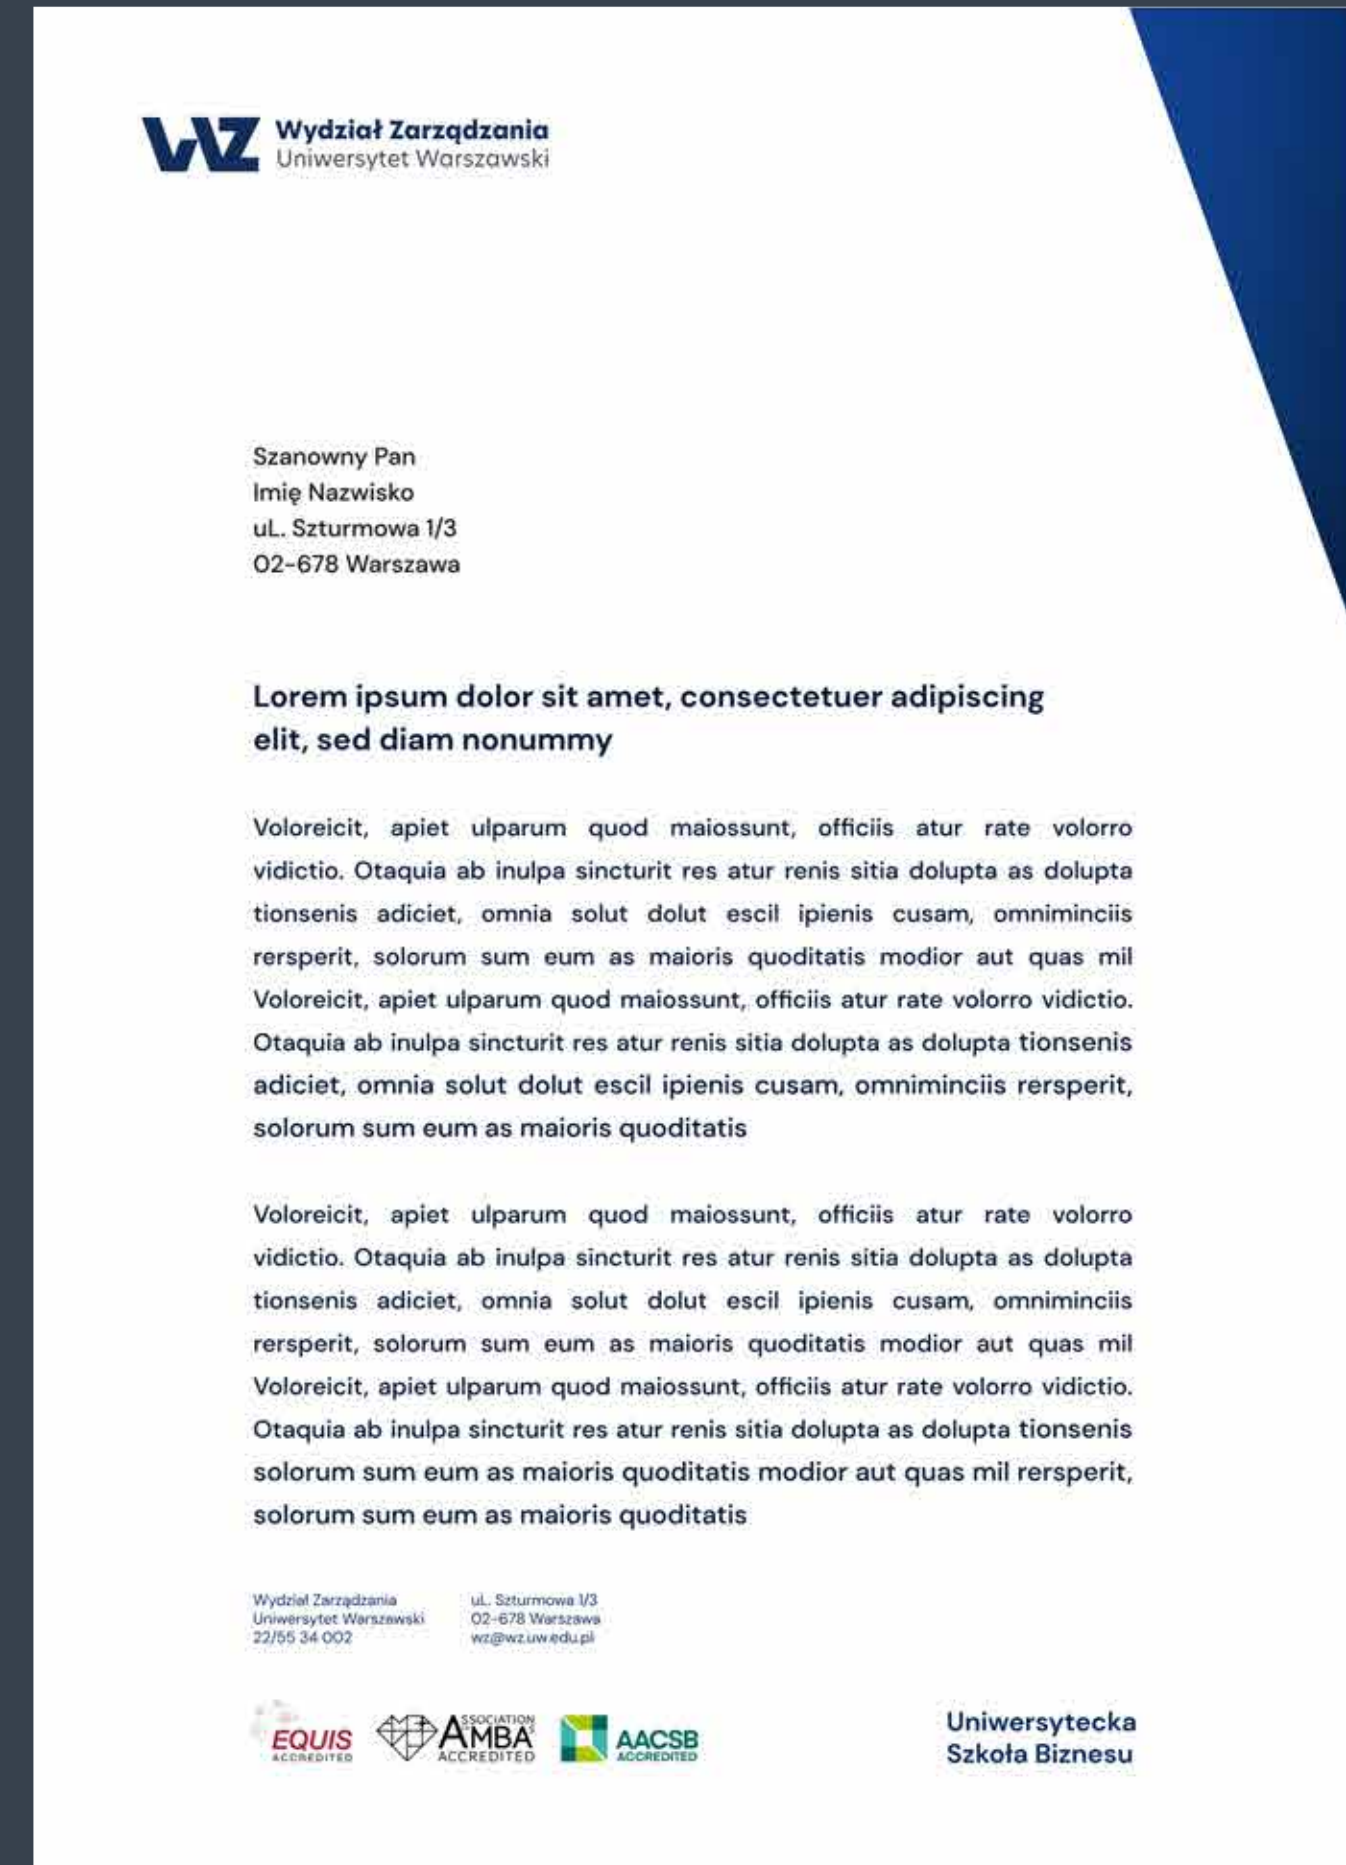 WZ Wydział Zarządzania
Uniwersytet Warszawski
Szanowny Pan
Imię Nazwisko
uL. Szturmowa 1/3
02-678 Warszawa
Lorem ipsum dolor sit amet, consectetuer adipiscing
elit, sed diam nonummy
Voloreicit, apiet ulparum quod maiossunt, officiis atur rate volorro
vidictio. Otaquia ab inulpa sincturit res atur renis sitia dolupta as dolupta
tionsenis adiciet, omnia solut dolut escil ipienis cusam, omniminciis
rersperit, solorum sum eum as maioris quoditatis modior aut quas mil
Voloreicit, apiet ulparum quod maiossunt, officiis atur rate volorro vidictio.
Otaquia ab inulpa sincturit res atur renis sitia dolupta as dolupta tionsenis
adiciet, omnia solut dolut escil ipienis cusam, omniminciis rersperit,
solorum sum eum as maioris quoditatis
Voloreicit, apiet ulparum quod maiossunt, officiis atur rate volorro
vidictio. Otaquia ab inulpa sincturit res atur renis sitia dolupta as dolupta
tionsenis adiciet, omnia solut dolut escil ipienis cusam, omniminciis
rersperit, solorum sum eum as maioris quoditatis modior aut quas mil
Voloreicit, apiet ulparum quod maiossunt, officiis atur rate volorro vidictio.
Otaquia ab inulpa sincturit res atur renis sitia dolupta as dolupta tionsenis
solorum sum eum as maioris quoditatis modior aut quas mil rersperit,
solorum sum eum as maioris quoditatis
Wydział Zarządzania
Uniwersytet Warszawski
22/55 34 002
uL. Szturmowa 1/3
02-678 Warszawa
wz@wz.uw.edu.pl
EQUIS
ACCREDITED
ASSOCIATION
AMBA'S
ACCREDITED
AACSB
ACCREDITED
Uniwersytecka
Szkoła Biznesu